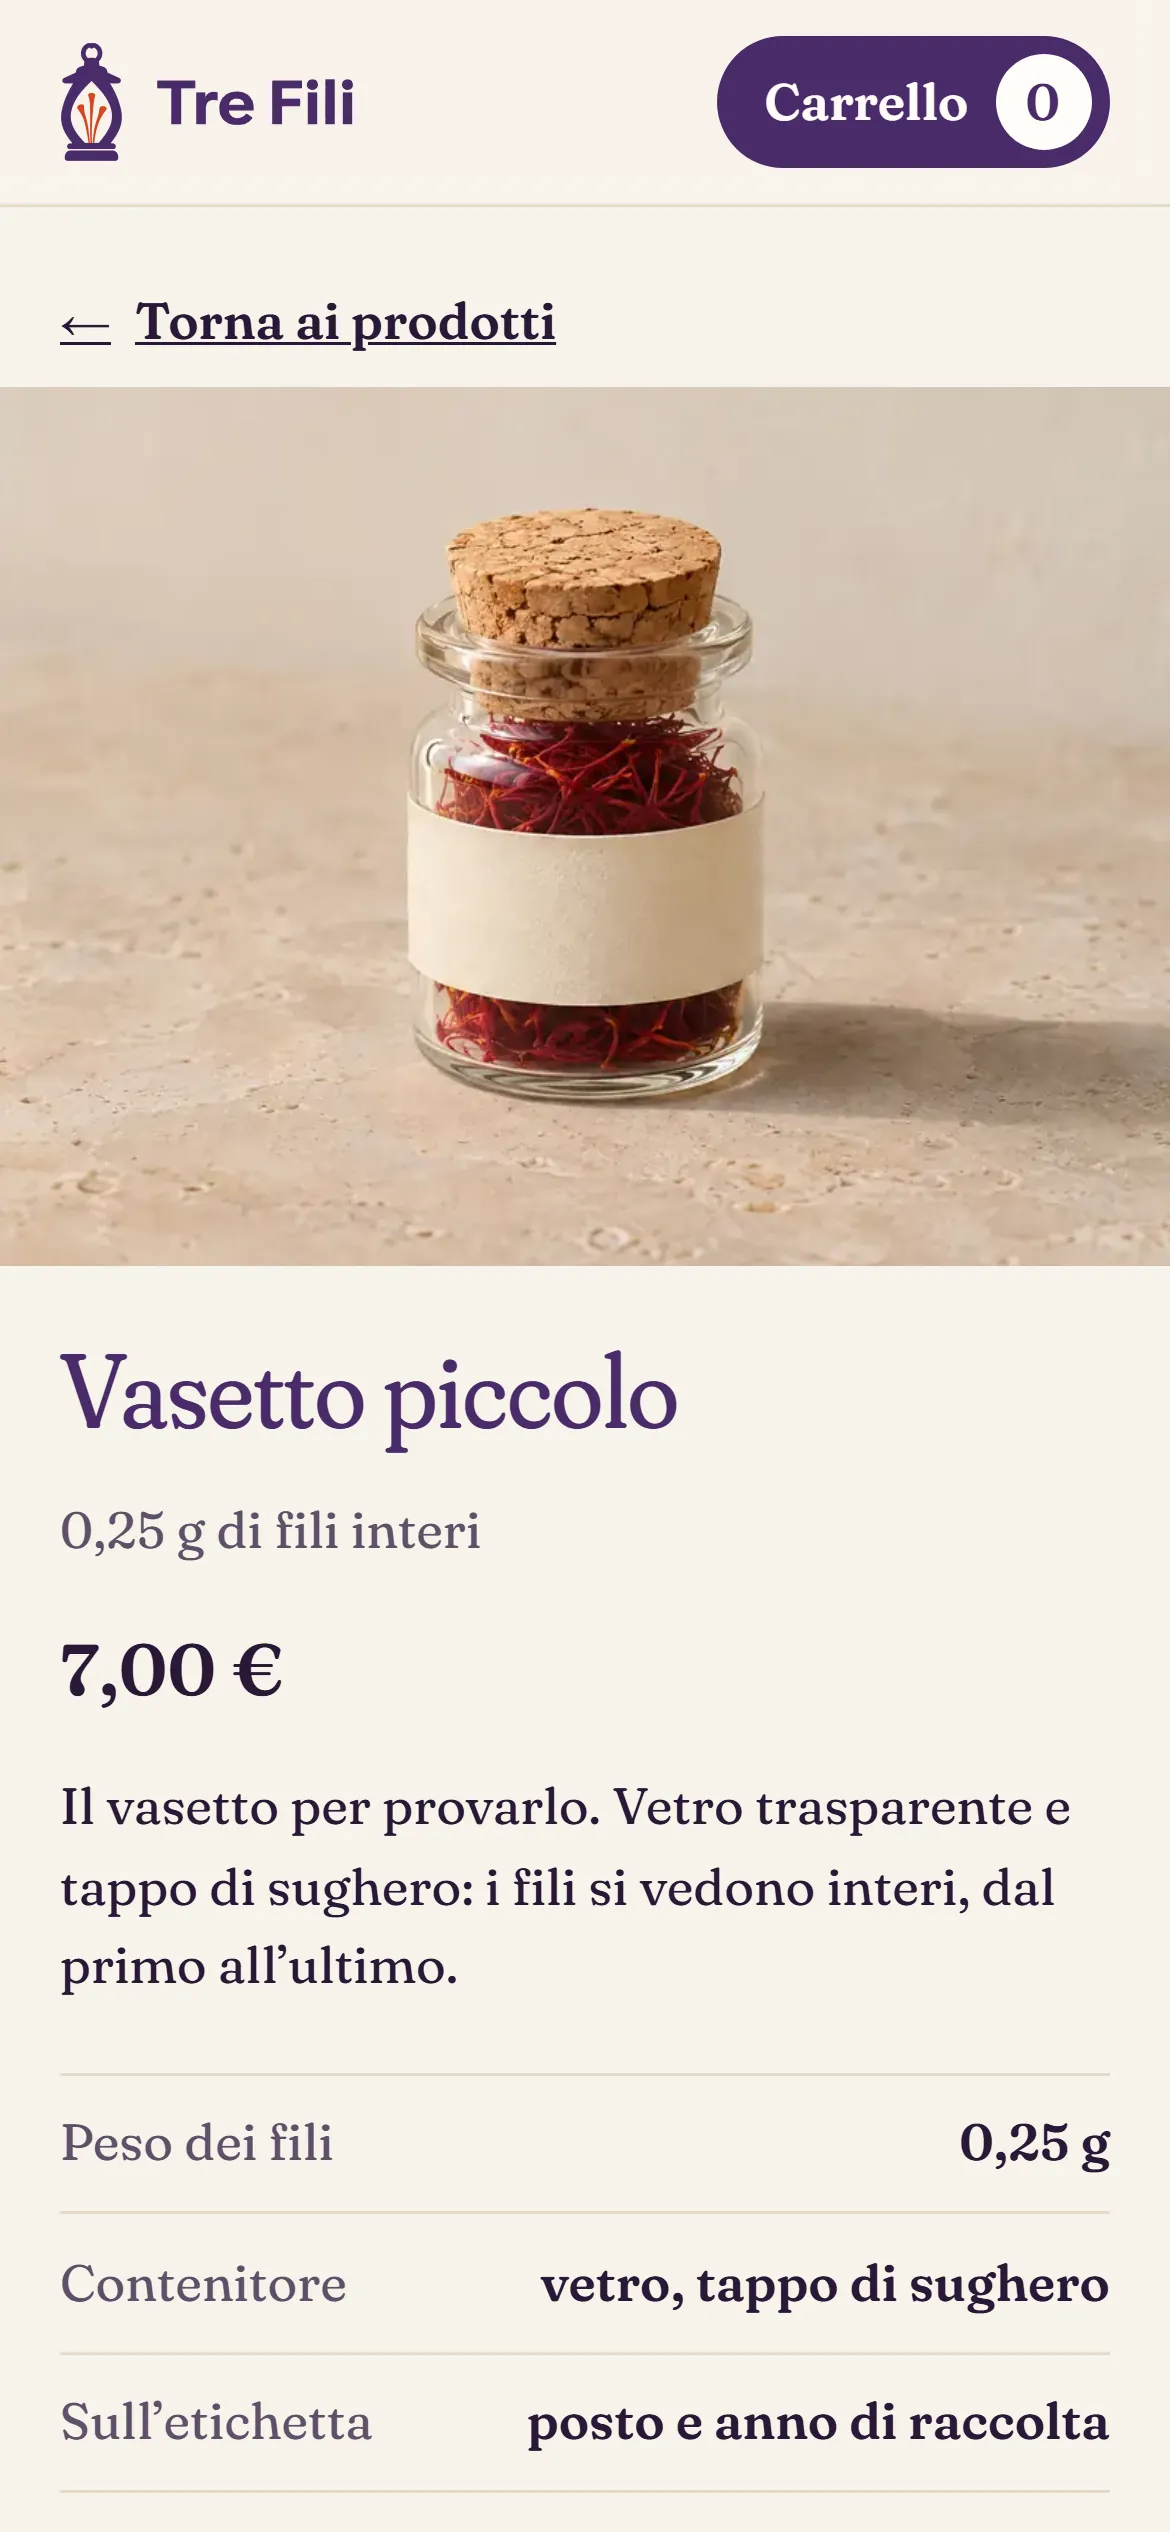 Tre Fili
Carrello 0
← Torna ai prodotti
Vasetto piccolo
0,25 g di fili interi
7,00 €
Il vasetto per provarlo. Vetro trasparente e
tappo di sughero: i fili si vedono interi, dal
primo all’ultimo.
Peso dei fili 0,25 g
Contenitore vetro, tappo di sughero
Sull’etichetta posto e anno di raccolta